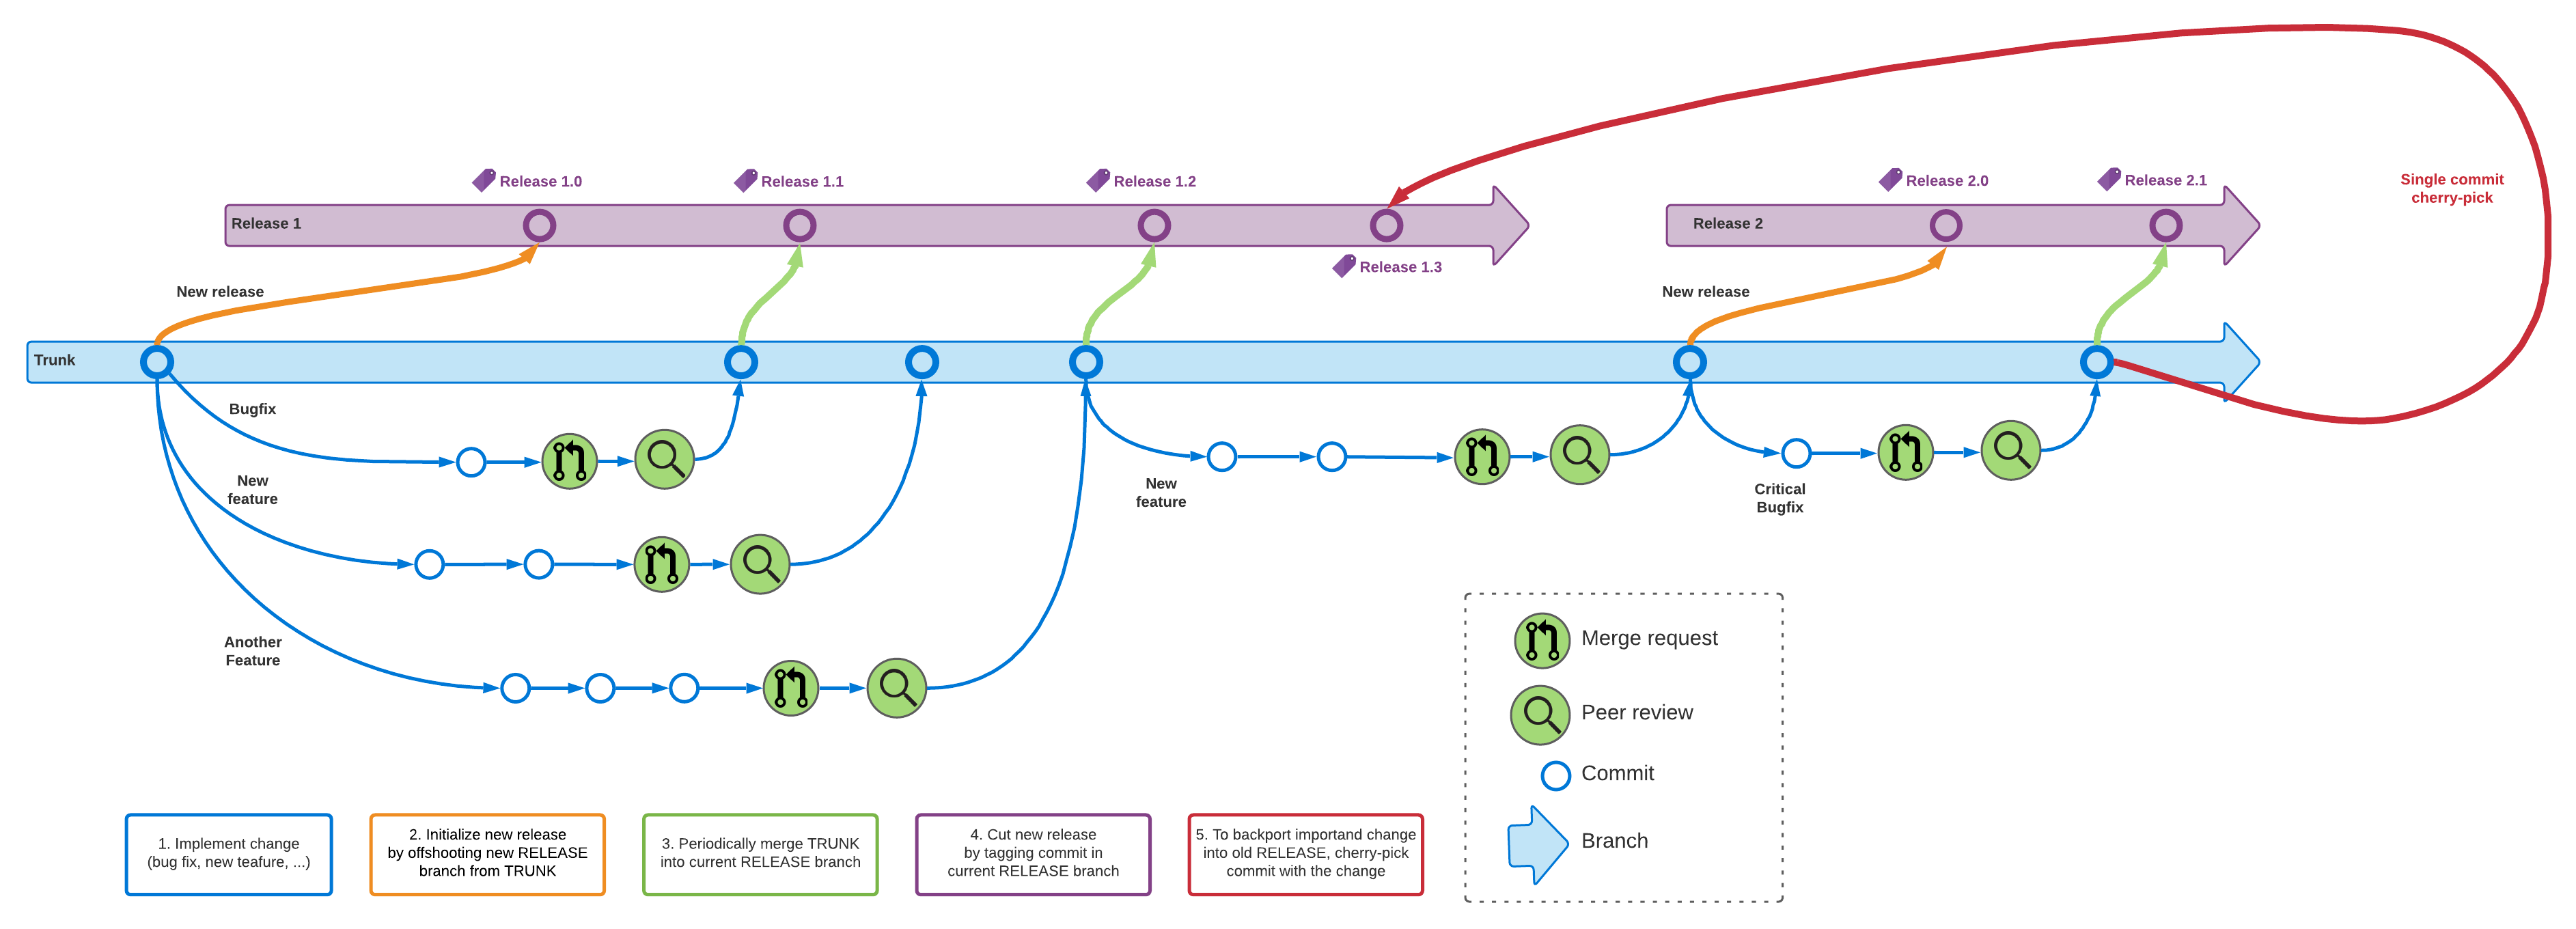 Release 1.0
Release 1.1
Release 1.2
Release 2.0
Release 2.1
Single commit
cherry-pick
Release 1
Release 2
Release 1.3
New release
New release
Trunk
Bugfix
New
feature
New
feature
Critical
Bugfix
Another
Feature
Merge request
Peer review
Commit
Branch
1. Implement change
(bug fix, new teafure, ...)
2. Initialize new release
by offshooting new RELEASE
branch from TRUNK
3. Periodically merge TRUNK
into current RELEASE branch
4. Cut new release
by tagging commit in
current RELEASE branch
5. To backport importand change
into old RELEASE, cherry-pick
commit with the change